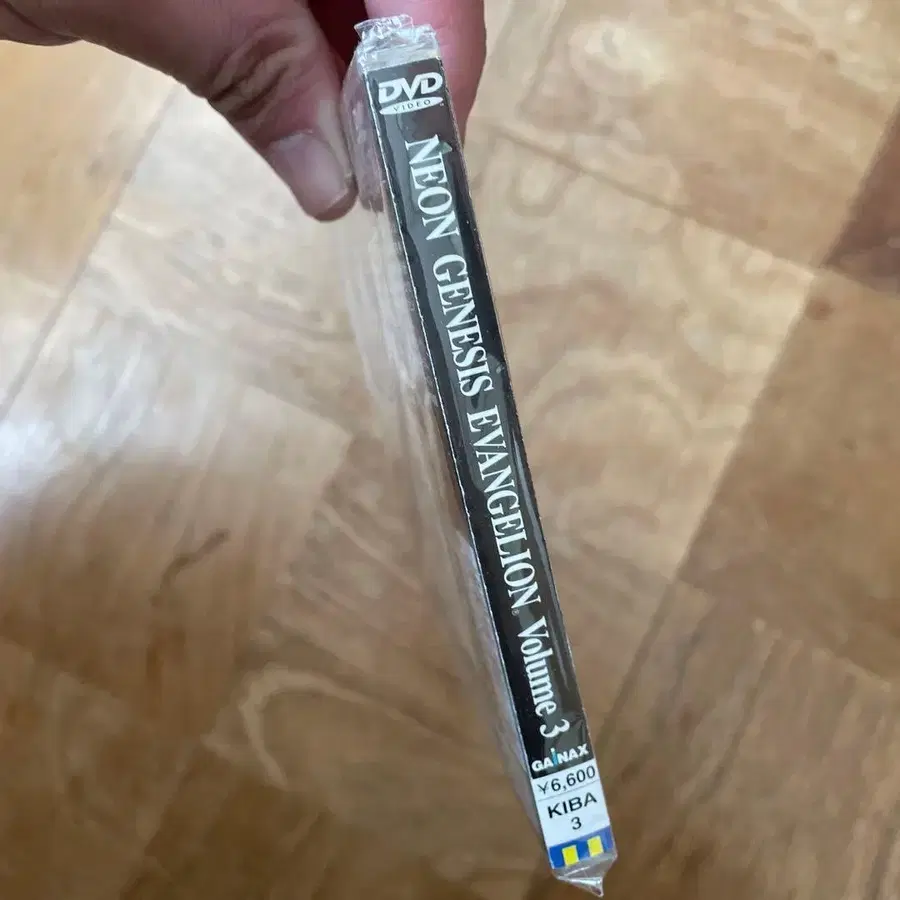 DVD
VIDEO
NEON GENESIS EVANGELION® Volume 3
GAiNAX
¥6,600
KIBA
3